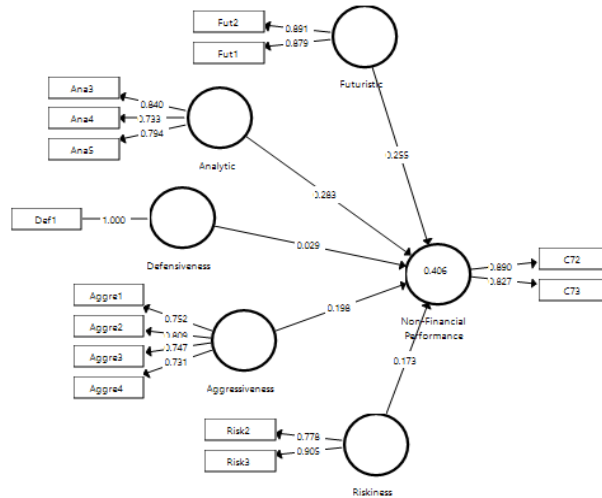 Fut2
0.891
Fut1
0.879
Futuristic
Ana3
0.840
Ana4
0.733
Ana5
0.794
Analytic
0.255
0.283
Def1
1.000
Defensiveness
0.029
0.406
0.890
C72
0.827
C73
Non-Financial
Performance
Aggre1
0.752
Aggre2
0.809
Aggre3
0.747
Aggre4
0.731
Aggressiveness
0.198
0.173
Risk2
0.778
Risk3
0.905
Riskiness